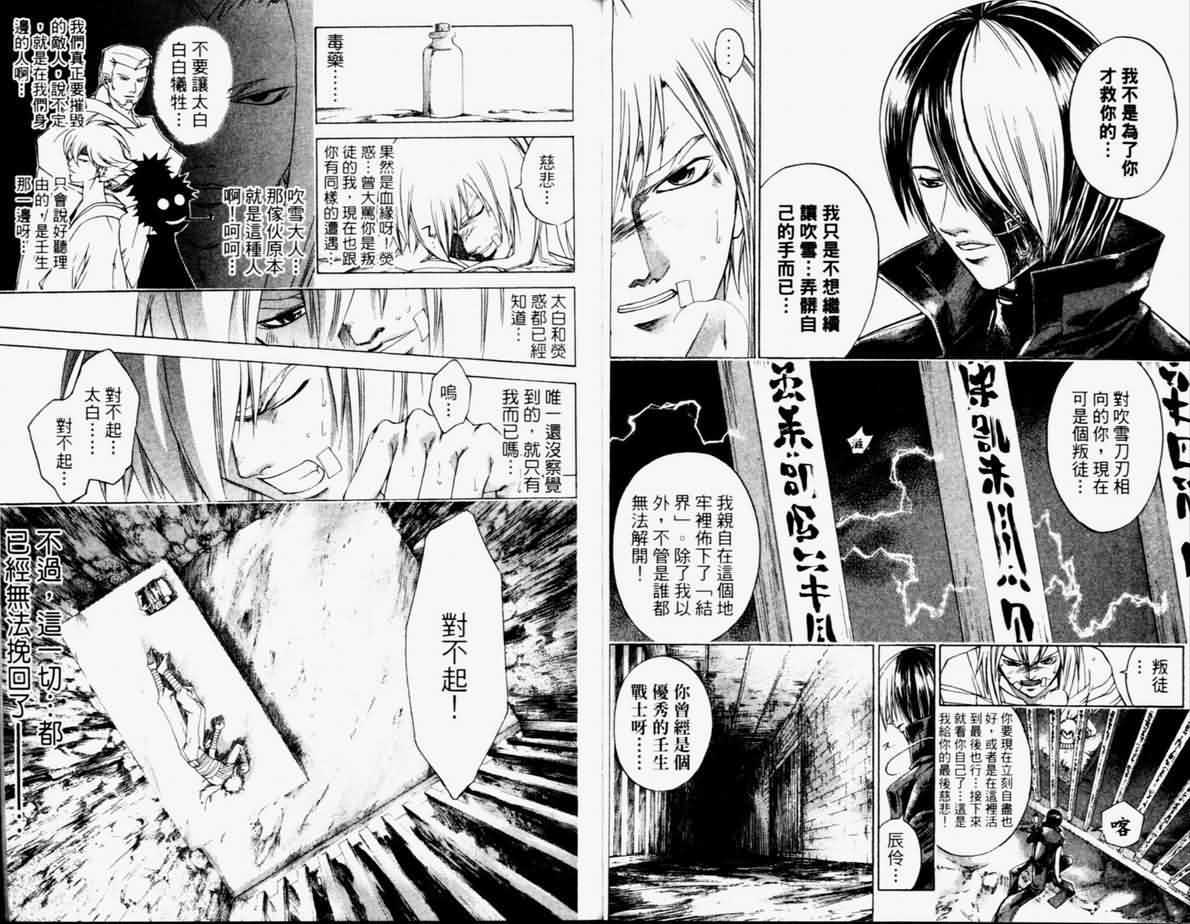 我不是為了你
才救你的…
我只是不想繼續
讓吹雪…弄髒自
己的手而已…
…
對吹雪刀刃相
向的你，現在
可是個叛徒…
我親自在這個地
牢裡佈下了「結
界」。除了我以
外，不管是誰都
無法解開！
叛徒
…
喀
你要現在立刻自盡也
好，或者是在這裡活
到最後也行…接下來
就看你自己了…這是
我給你的最後慈悲！
辰伶
你曾經是個
優秀的壬生
戰士呀……
毒藥……
慈悲…
果然是血緣呀！熒
惑…曾大罵你是叛
徒的我，現在也跟
你有同樣的遭遇…
不要讓太白
白白犧牲…
我們真正要摧毀
的敵人，說不定
，就是在我們身
邊的人啊…
吹雪大人…
那傢伙原本
就是這種人
啊！呵呵…
只會說好聽理
由的，是壬生
那一邊呀…
太白和熒
惑都已經
知道…
唯一還沒察覺
到的，就只有
我而已嗎…
嗚…
對不起…
太白……
對不起…
對不起！
不過，這一切…都
已經無法挽回了——…